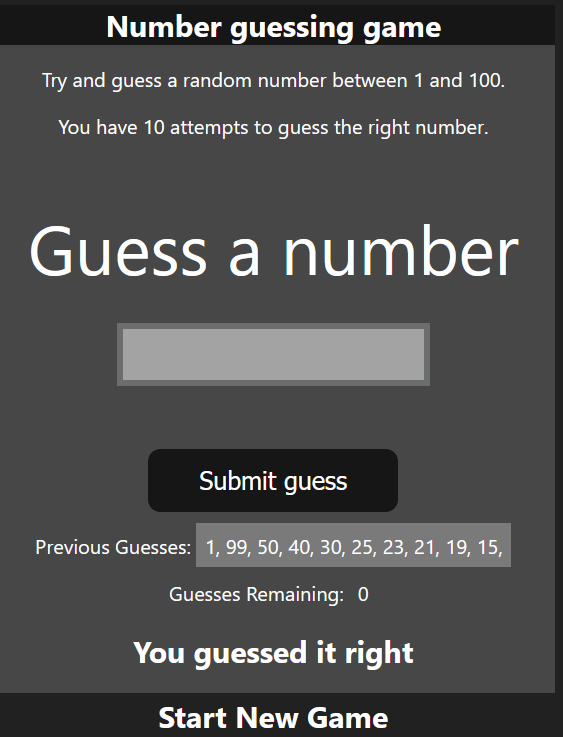 Number guessing game
Try and guess a random number between 1 and 100.
You have 10 attempts to guess the right number.
Guess a number
Submit guess
Previous Guesses: 1, 99, 50, 40, 30, 25, 23, 21, 19, 15,
Guesses Remaining: 0
You guessed it right
Start New Game